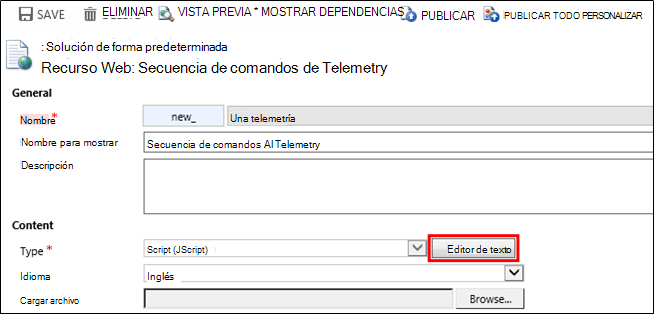 SAVE ELIMINAR VISTA PREVIA * MOSTRAR DEPENDENCIAS PUBLICAR PUBLICAR TODO PERSONALIZAR
: Solución de forma predeterminada
Recurso Web: Secuencia de comandos de Telemetry
General
Nombre* new_ Una telemetría
Nombre para mostrar Secuencia de comandos AI Telemetry
Descripción
Content
Type * Script (JScript) Editor de texto
Idioma Inglés
Cargar archivo Browse...